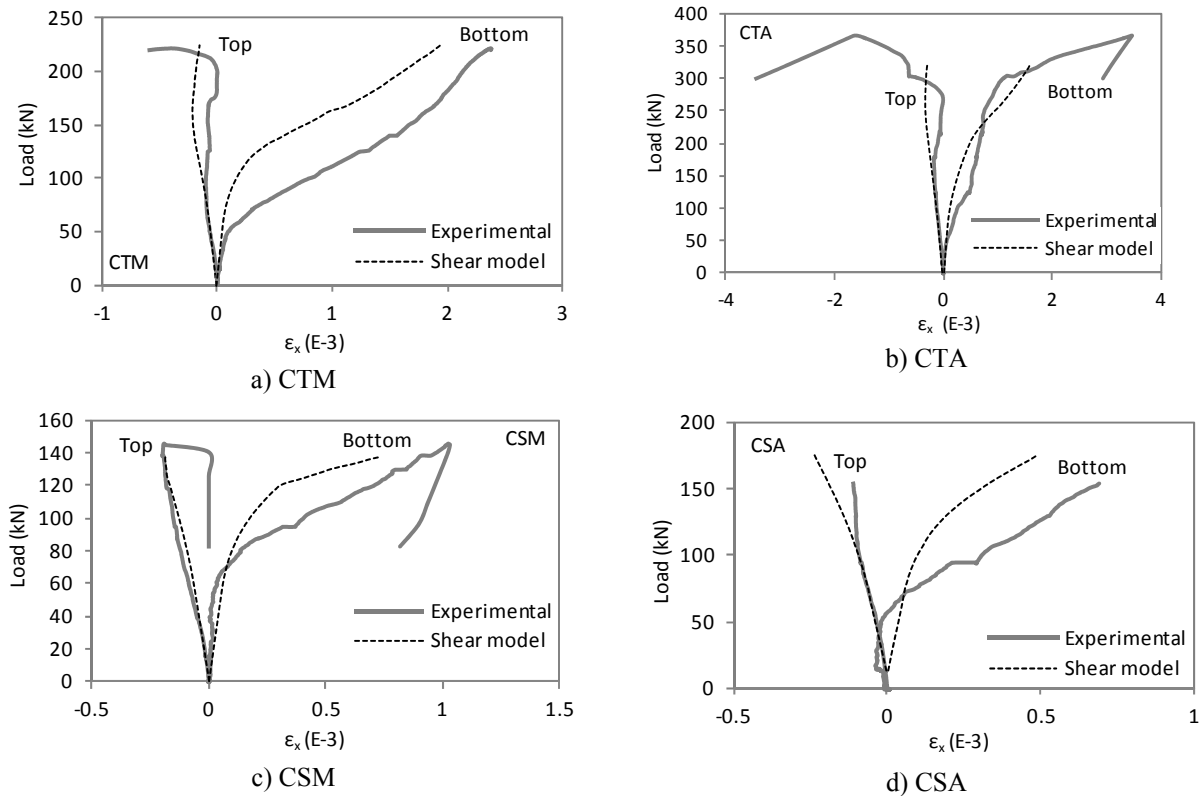 250
200
150
100
50
0
Load (kN)
-1 0 1 2 3
εx (E-3)
Top
Bottom
Experimental
Shear model
CTM
a) CTM
400
350
300
250
200
150
100
50
0
Load (kN)
-4 -2 0 2 4
εx (E-3)
CTA
Top
Bottom
Experimental
Shear model
b) CTA
160
140
120
100
80
60
40
20
0
Load (kN)
-0.5 0 0.5 1 1.5
εx (E-3)
Top
Bottom
CSM
Experimental
Shear model
c) CSM
200
150
100
50
0
Load (kN)
-0.5 0 0.5 1
εx (E-3)
CSA
Top
Bottom
Experimental
Shear model
d) CSA